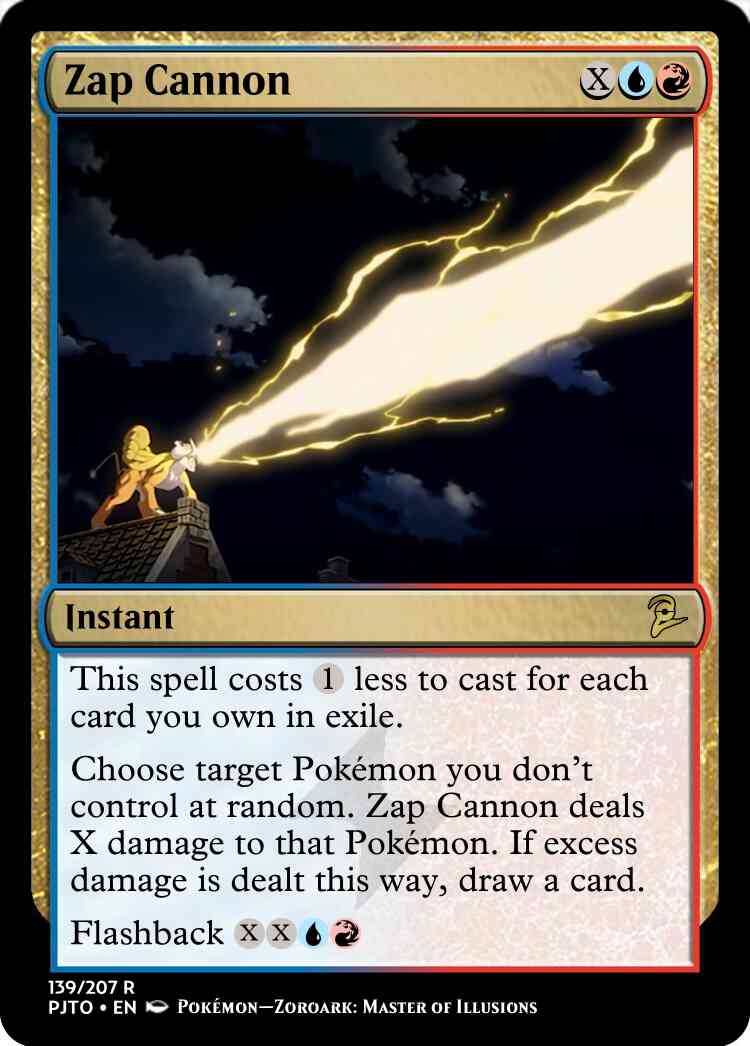 Zap Cannon X
Instant
This spell costs 1 less to cast for each
card you own in exile.
Choose target Pokémon you don't
control at random. Zap Cannon deals
X damage to that Pokémon. If excess
damage is dealt this way, draw a card.
Flashback X X
139/207 R
PJTO • EN Pokémon—Zoroark: Master of Illusions